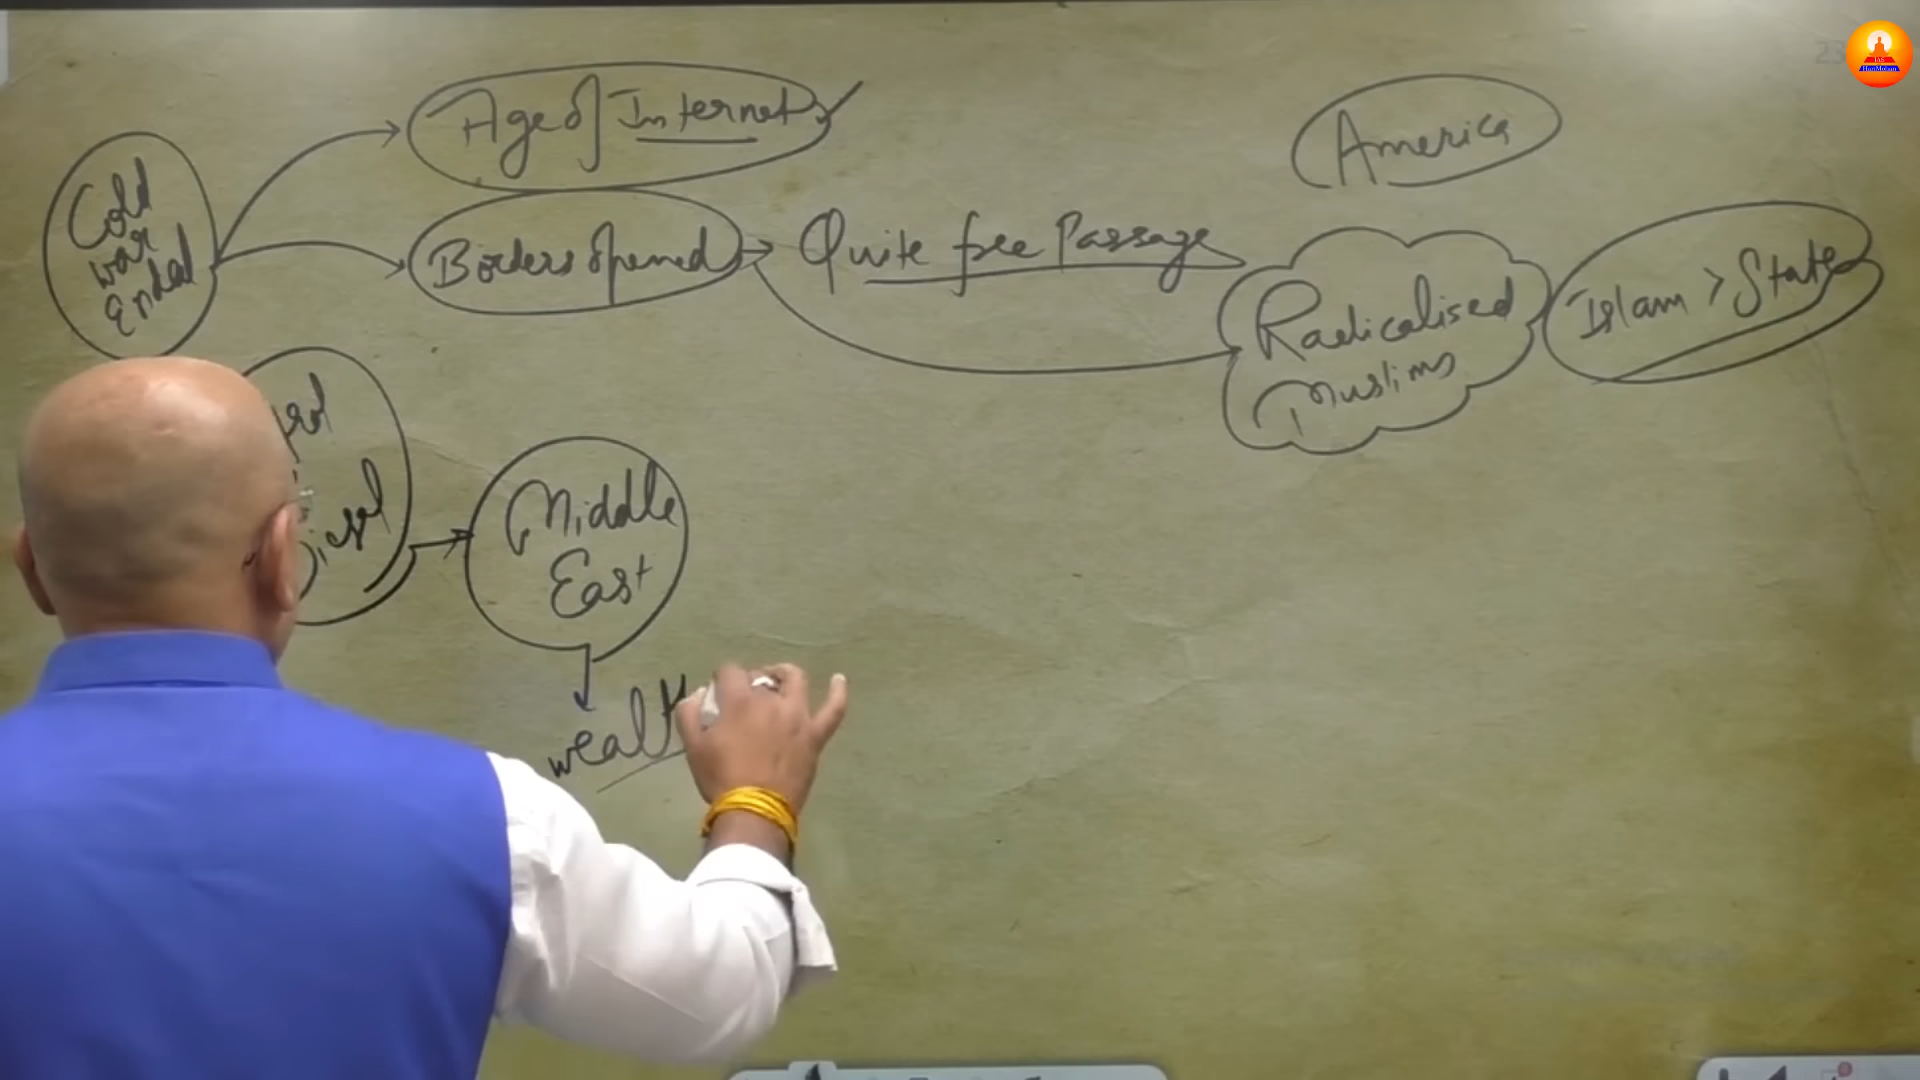 Age of Internet
America
Cold
war
Ended
Borders opened
Quite free Passage
Radicalised
Muslims
Islam > State
Middle
East
wealth